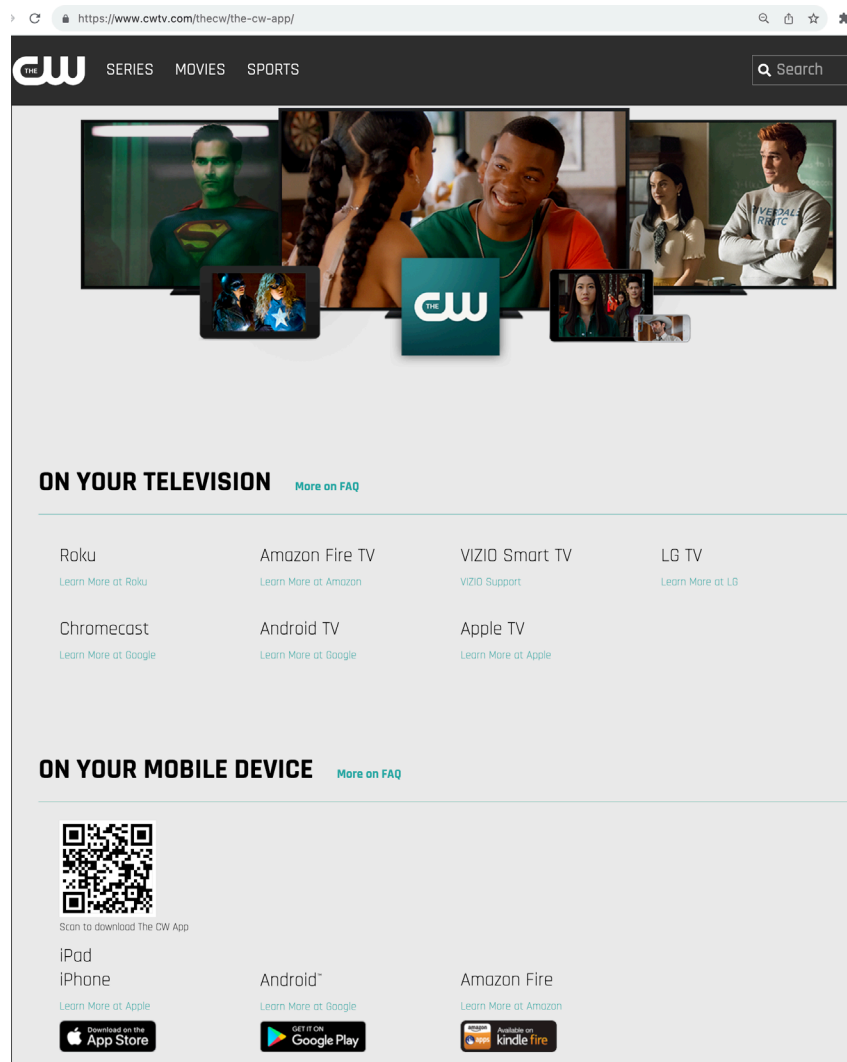 https://www.cwtv.com/thecw/the-cw-app/
THE CW SERIES MOVIES SPORTS Search
RIVERDALE
THE CW
ON YOUR TELEVISION More on FAQ
Roku Amazon Fire TV VIZIO Smart TV LG TV
Learn More at Roku Learn More at Amazon VIZIO Support Learn More at LG
Chromecast Android TV Apple TV
Learn More at Google Learn More at Google Learn More at Apple
ON YOUR MOBILE DEVICE More on FAQ
Scan to download The CW App
iPad
iPhone Android™ Amazon Fire
Learn More at Apple Learn More at Google Learn More at Amazon
Download on the App Store GET IT ON Google Play amazon apps Available on kindle fire